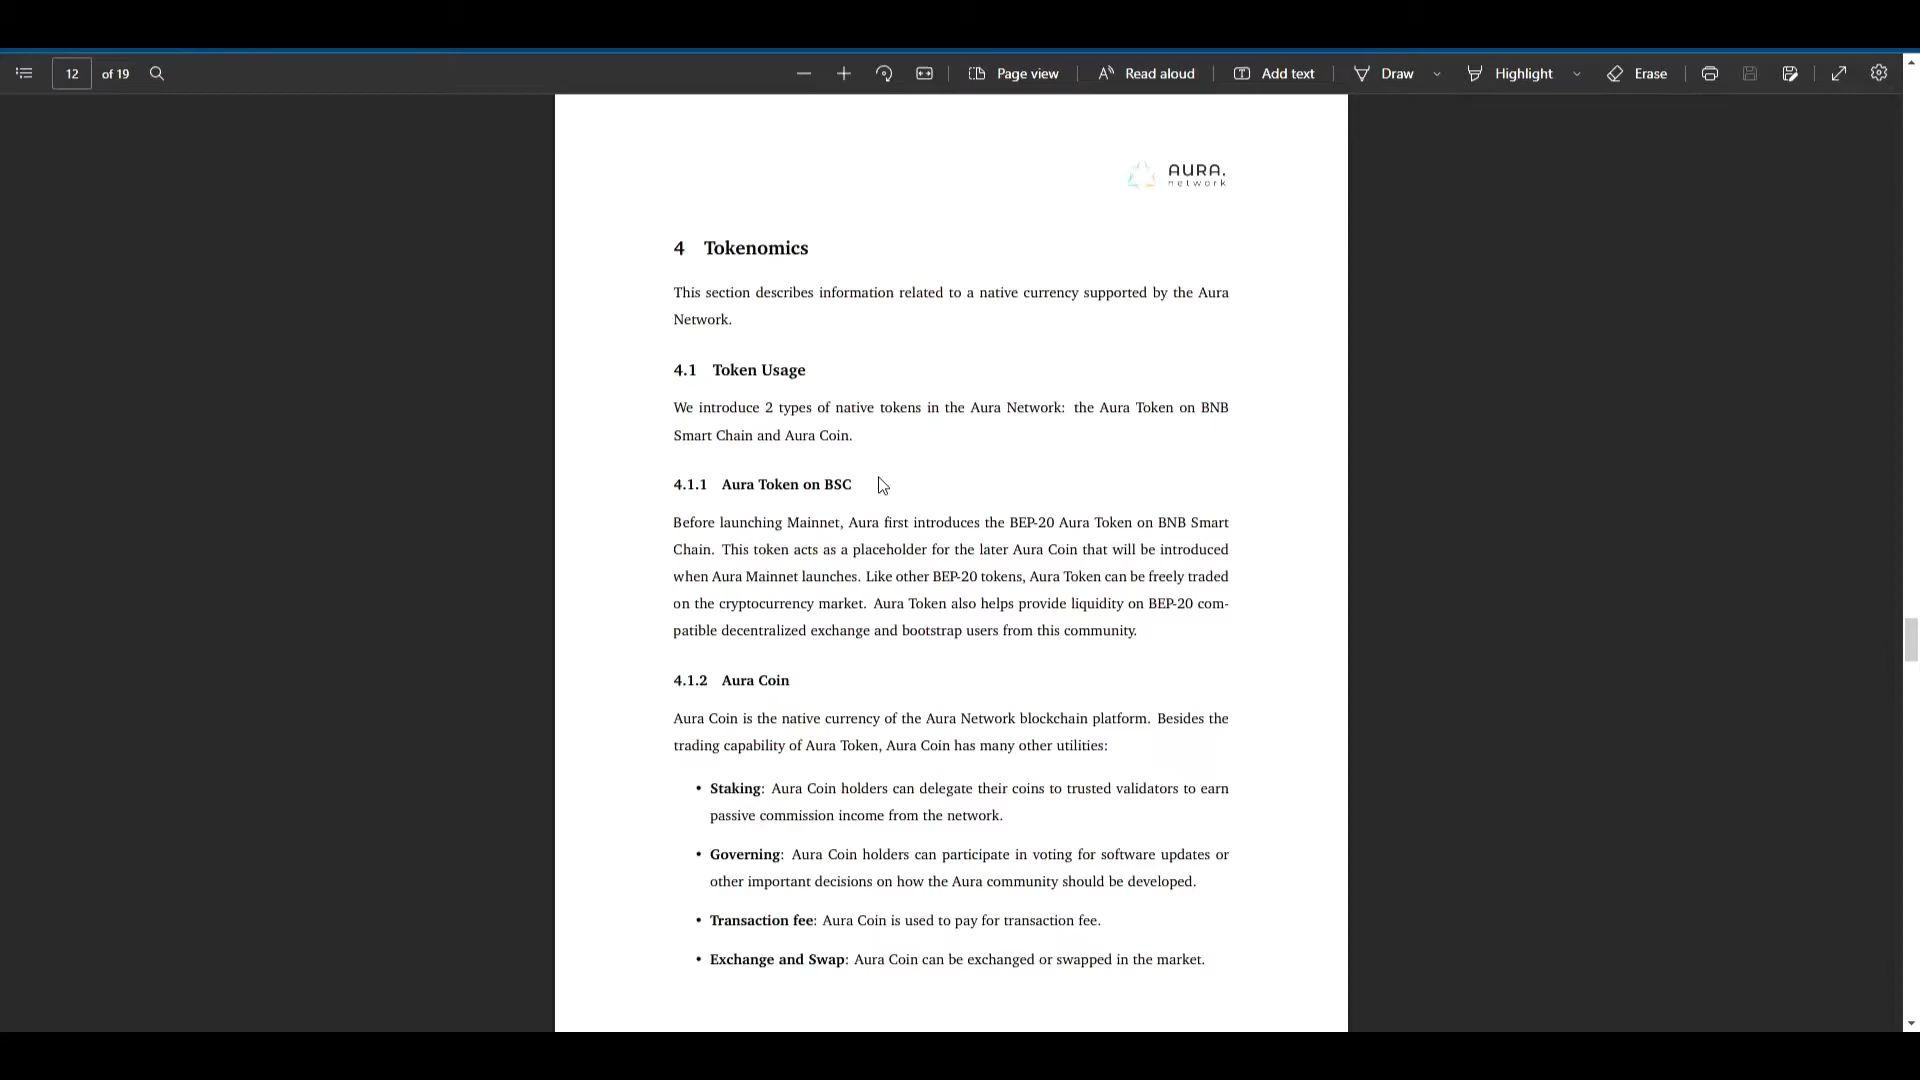 12 of 19 Page view Read aloud Add text Draw Highlight Erase
AURA.
network
4 Tokenomics
This section describes information related to a native currency supported by the Aura
Network.
4.1 Token Usage
We introduce 2 types of native tokens in the Aura Network: the Aura Token on BNB
Smart Chain and Aura Coin.
4.1.1 Aura Token on BSC
Before launching Mainnet, Aura first introduces the BEP-20 Aura Token on BNB Smart
Chain. This token acts as a placeholder for the later Aura Coin that will be introduced
when Aura Mainnet launches. Like other BEP-20 tokens, Aura Token can be freely traded
on the cryptocurrency market. Aura Token also helps provide liquidity on BEP-20 com-
patible decentralized exchange and bootstrap users from this community.
4.1.2 Aura Coin
Aura Coin is the native currency of the Aura Network blockchain platform. Besides the
trading capability of Aura Token, Aura Coin has many other utilities:
• Staking: Aura Coin holders can delegate their coins to trusted validators to earn
passive commission income from the network.
• Governing: Aura Coin holders can participate in voting for software updates or
other important decisions on how the Aura community should be developed.
• Transaction fee: Aura Coin is used to pay for transaction fee.
• Exchange and Swap: Aura Coin can be exchanged or swapped in the market.